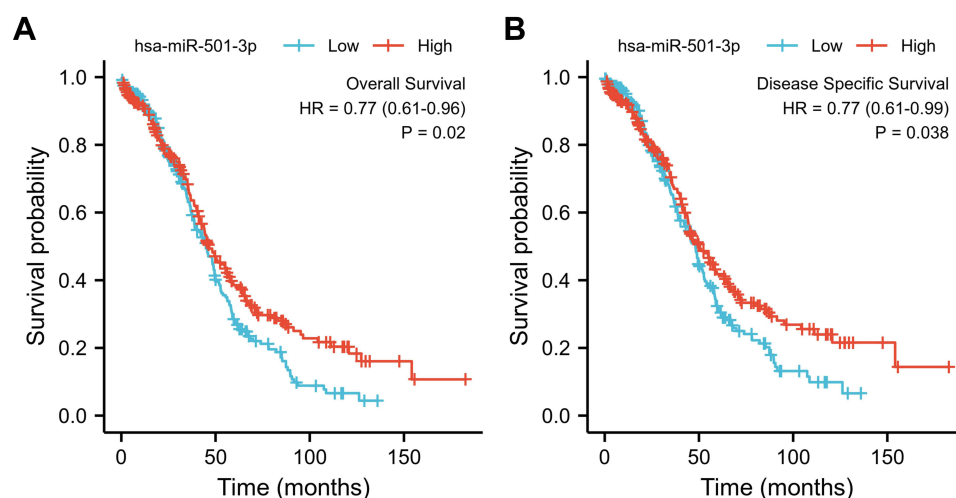 A
hsa-miR-501-3p Low High
Overall Survival
HR = 0.77 (0.61-0.96)
P = 0.02
Survival probability
1.0
0.8
0.6
0.4
0.2
0.0
0 50 100 150
Time (months)
B
hsa-miR-501-3p Low High
Disease Specific Survival
HR = 0.77 (0.61-0.99)
P = 0.038
Survival probability
1.0
0.8
0.6
0.4
0.2
0.0
0 50 100 150
Time (months)